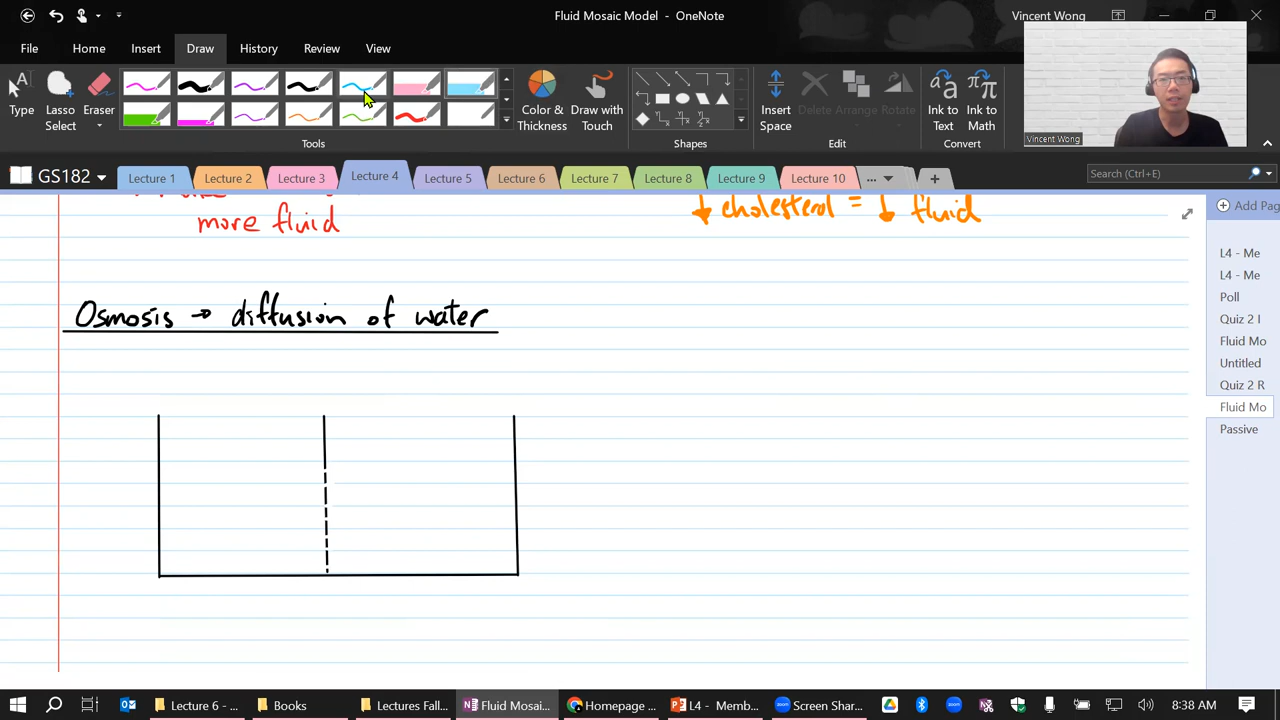 Fluid Mosaic Model - OneNote
Vincent Wong
File Home Insert Draw History Review View
Type
Lasso Select
Eraser
Color & Thickness
Draw with Touch
Insert Space
Delete Arrange Rotate
Ink to Text
Ink to Math
Tools
Shapes
Edit
Convert
Vincent Wong
GS182
Lecture 1 Lecture 2 Lecture 3 Lecture 4 Lecture 5 Lecture 6 Lecture 7 Lecture 8 Lecture 9 Lecture 10 ...
Search (Ctrl+E)
Add Pag
L4 - Me
L4 - Me
Poll
Quiz 2 I
Fluid Mo
Untitled
Quiz 2 R
Fluid Mo
Passive
more fluid
↓ cholesterol = ↓ fluid
Osmosis → diffusion of water
Lecture 6 - ...
Books
Lectures Fall...
Fluid Mosai...
Homepage ...
L4 - Memb...
Screen Shar...
8:38 AM